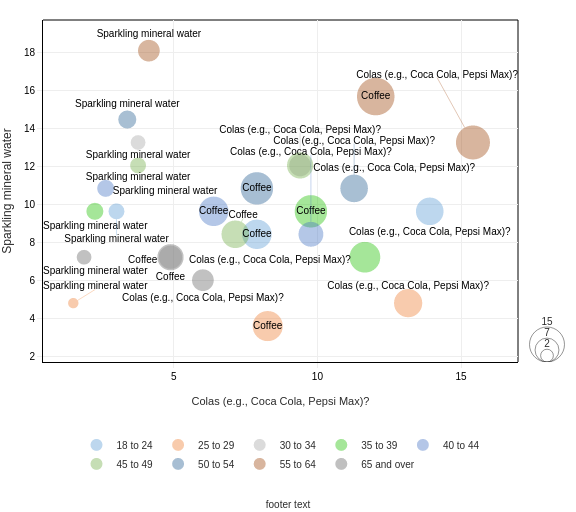 Sparkling mineral water
18
Colas (e.g., Coca Cola, Pepsi Max)?
16
Coffee
Sparkling mineral water
14
Colas (e.g., Coca Cola, Pepsi Max)?
Colas (e.g., Coca Cola, Pepsi Max)?
Sparkling mineral water
Colas (e.g., Coca Cola, Pepsi Max)?
12
Colas (e.g., Coca Cola, Pepsi Max)?
Sparkling mineral water
Sparkling mineral water
Coffee
10
Coffee
Coffee
Coffee
Sparkling mineral water
Coffee
Colas (e.g., Coca Cola, Pepsi Max)?
Sparkling mineral water
8
Coffee
Colas (e.g., Coca Cola, Pepsi Max)?
Sparkling mineral water
Coffee
6
Sparkling mineral water
Colas (e.g., Coca Cola, Pepsi Max)?
Colas (e.g., Coca Cola, Pepsi Max)?
4
Coffee
2
Sparkling mineral water
5
10
15
Colas (e.g., Coca Cola, Pepsi Max)?
15
7
2
18 to 24
25 to 29
30 to 34
35 to 39
40 to 44
45 to 49
50 to 54
55 to 64
65 and over
footer text